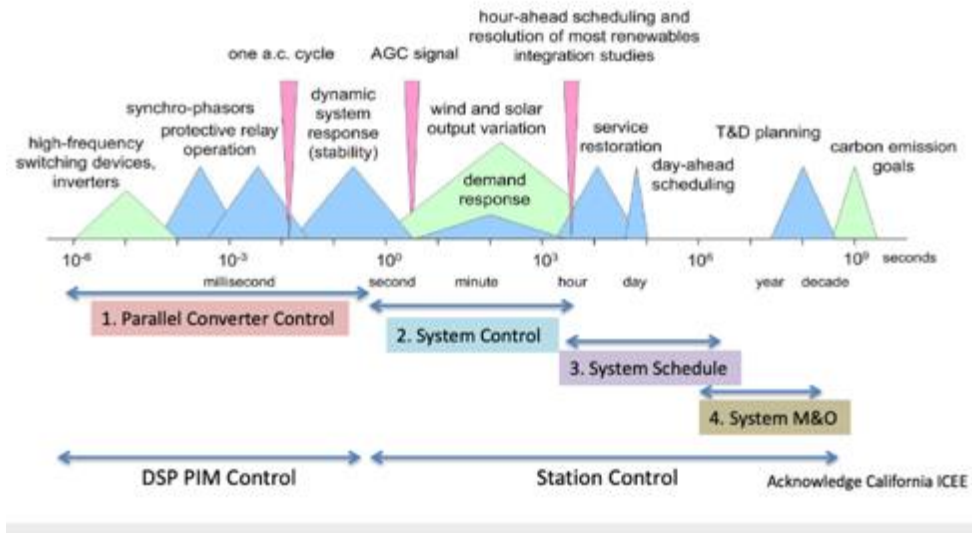 hour-ahead scheduling and
resolution of most renewables
integration studies
one a.c. cycle
AGC signal
dynamic
system
response
(stability)
synchro-phasors
protective relay
operation
wind and solar
output variation
high-frequency
switching devices,
inverters
service
restoration
T&D planning
carbon emission
goals
day-ahead
scheduling
demand
response
10⁻⁶
10⁻³
10⁰
10³
10⁶
10⁹
seconds
millisecond
second
minute
hour
day
year
decade
1. Parallel Converter Control
2. System Control
3. System Schedule
4. System M&O
DSP PIM Control
Station Control
Acknowledge California ICEE